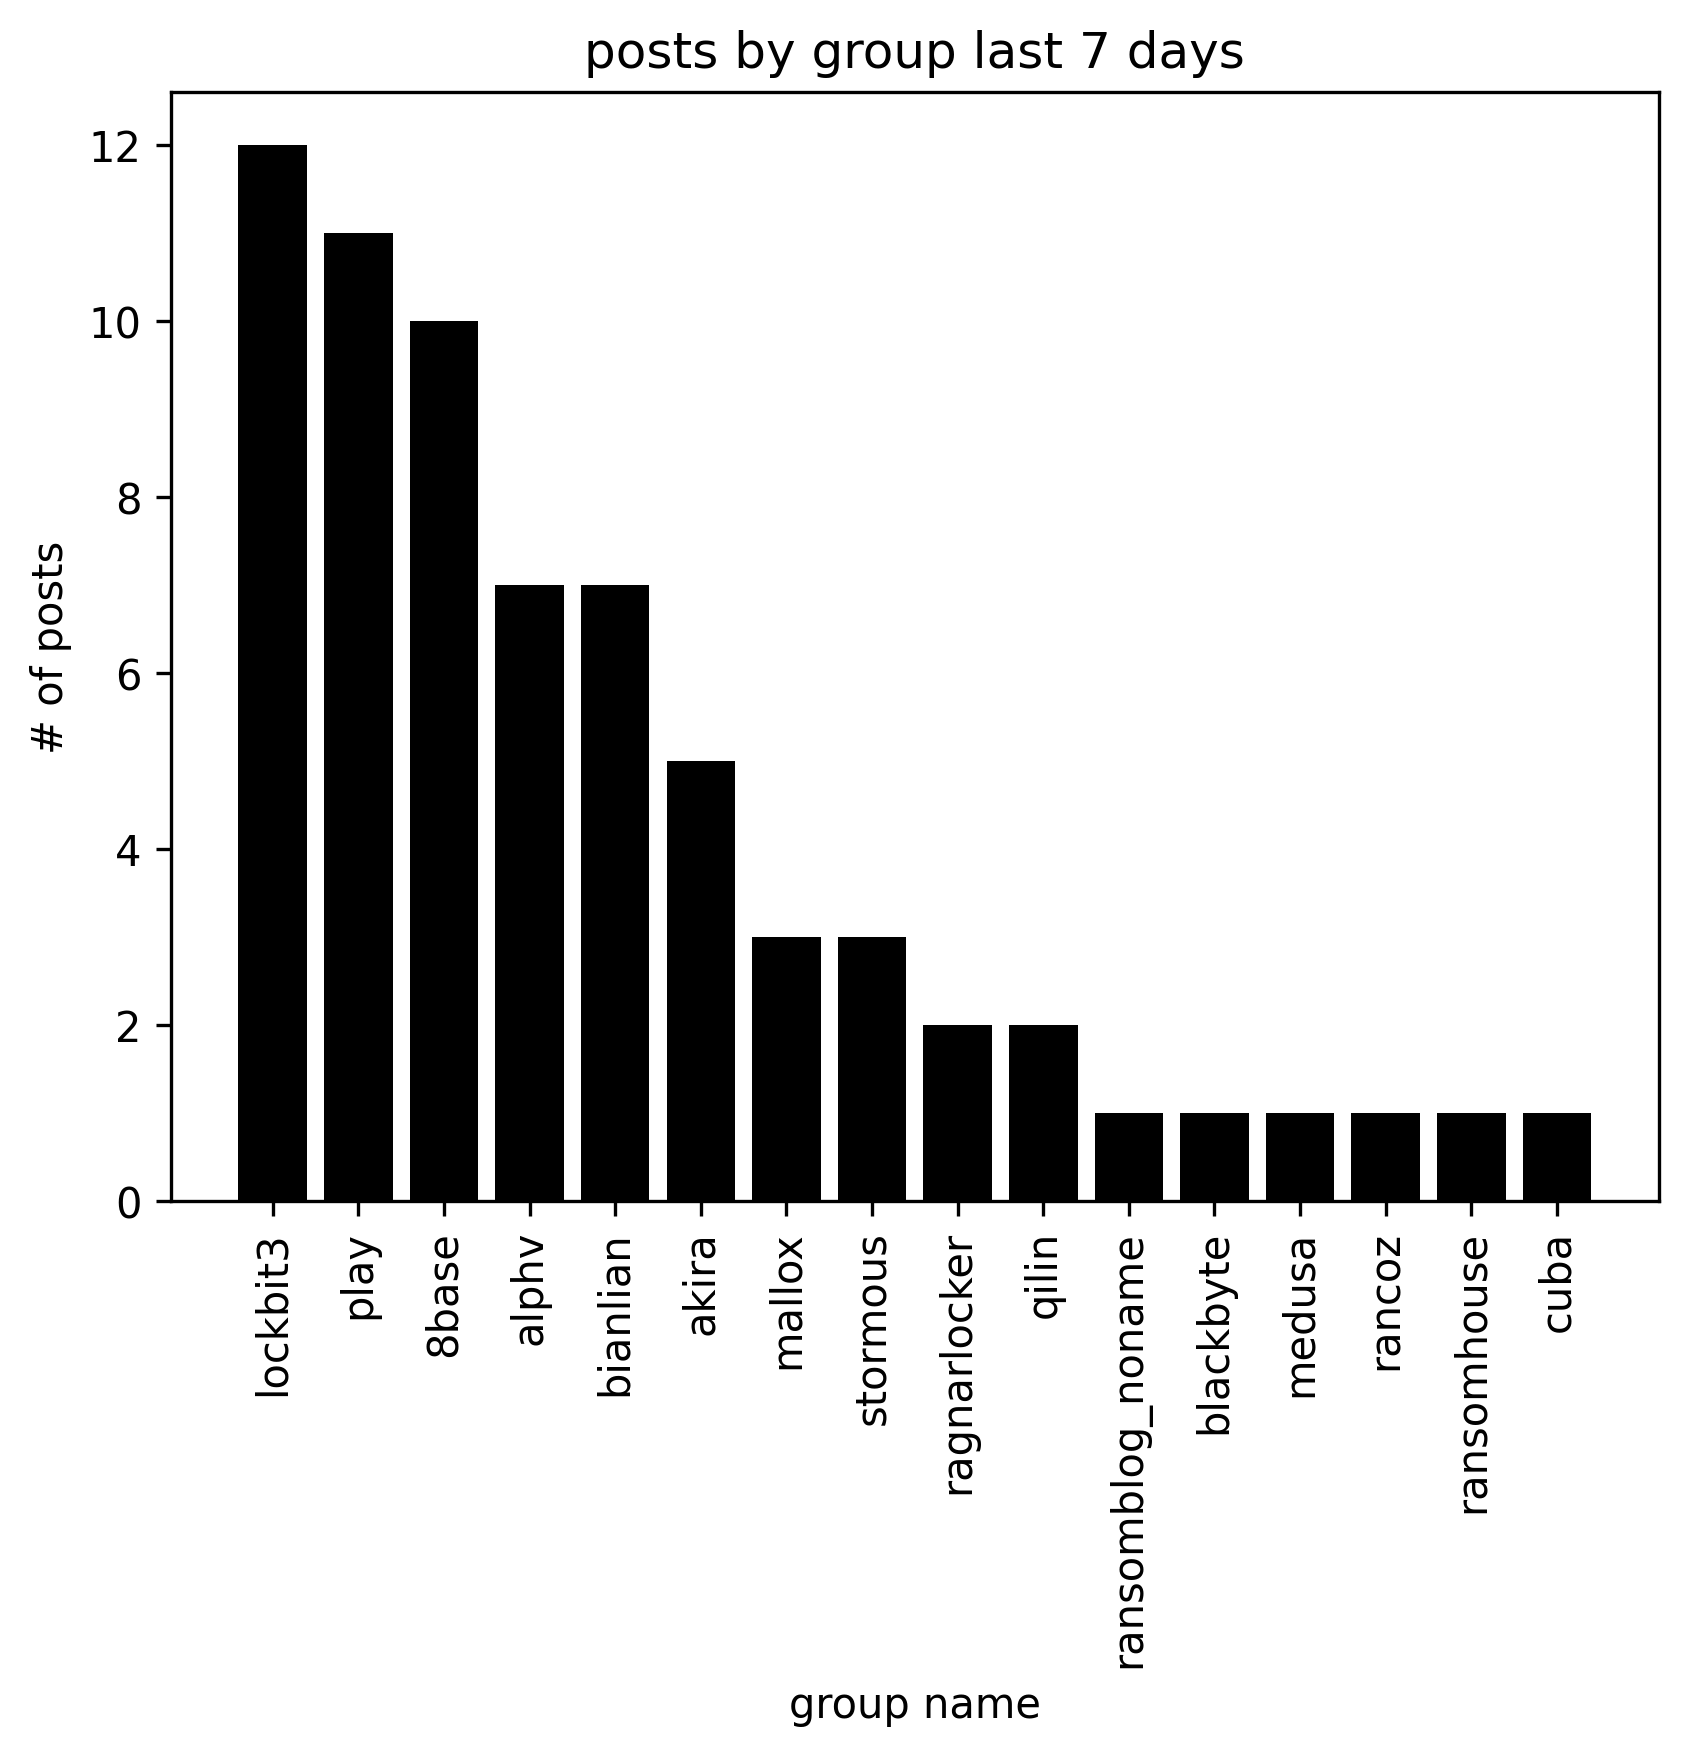 posts by group last 7 days
12
10
8
6
4
2
0
# of posts
lockbit3
play
8base
alphv
bianlian
akira
mallox
stormous
ragnarlocker
qilin
ransomblog_noname
blackbyte
medusa
rancoz
ransomhouse
cuba
group name